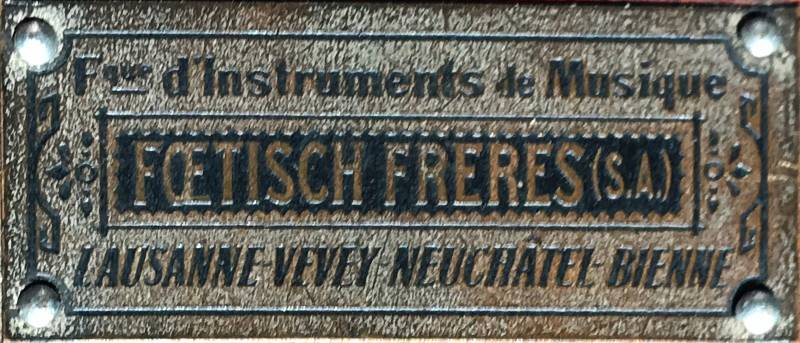 Fque d'Instruments de Musique
FŒTISCH FRERES (S.A.)
LAUSANNE-VEVEY-NEUCHÂTEL-BIENNE